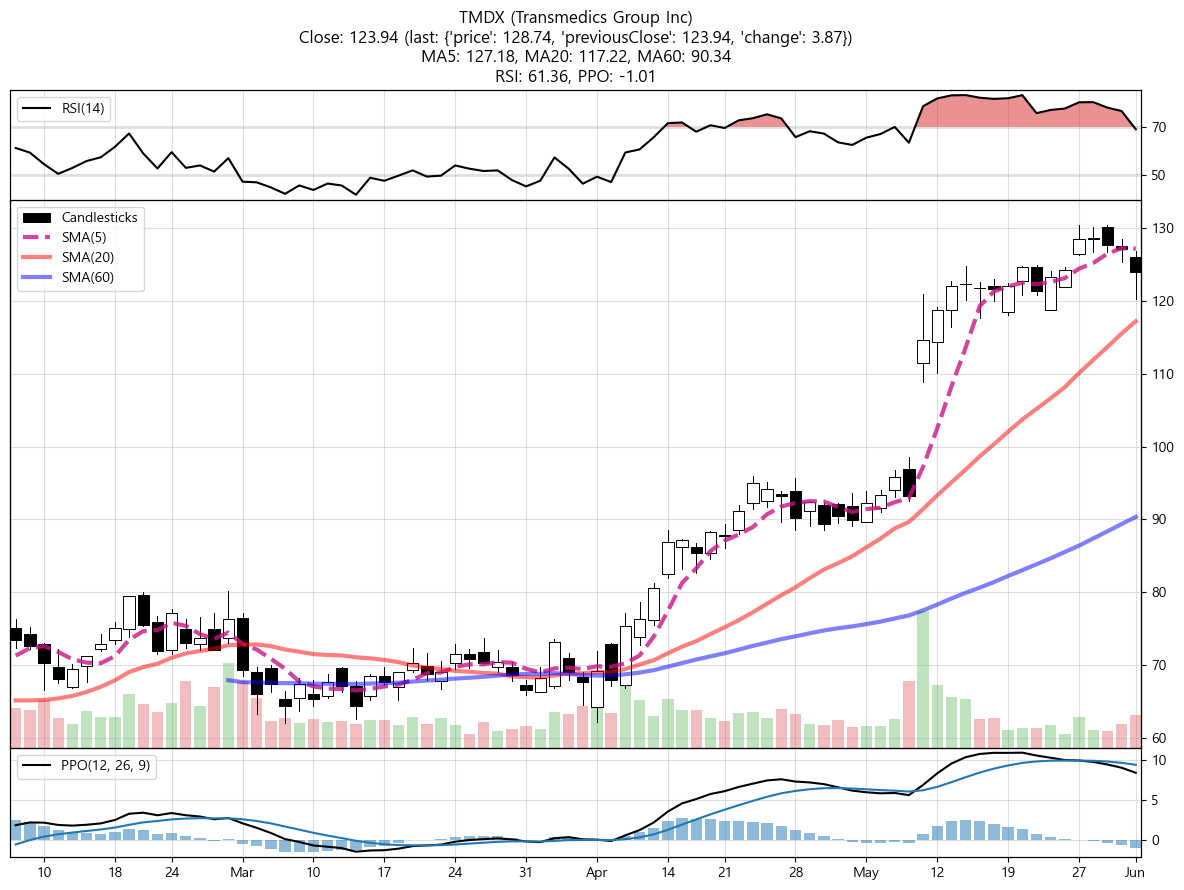 TMDX (Transmedics Group Inc)
Close: 123.94 (last: {'price': 128.74, 'previousClose': 123.94, 'change': 3.87})
MA5: 127.18, MA20: 117.22, MA60: 90.34
RSI: 61.36, PPO: -1.01
RSI(14)
70
50
Candlesticks
SMA(5)
SMA(20)
SMA(60)
130
120
110
100
90
80
70
60
PPO(12, 26, 9)
10
5
0
10 18 24 Mar 10 17 24 31 Apr 14 21 28 May 12 19 27 Jun